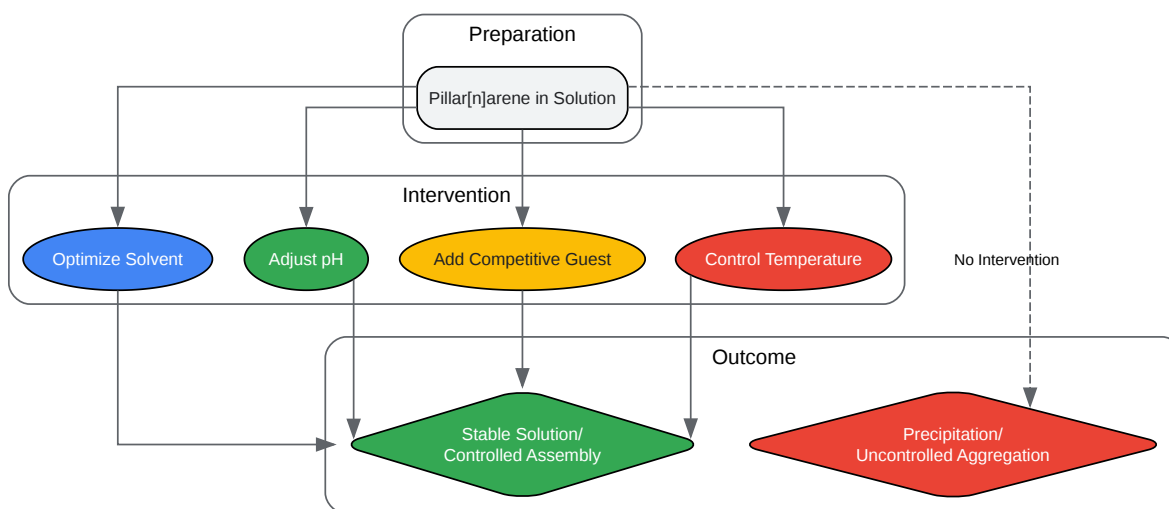 Preparation
Pillar[n]arene in Solution
Intervention
Optimize Solvent
Adjust pH
Add Competitive Guest
Control Temperature
No Intervention
Outcome
Stable Solution/
Controlled Assembly
Precipitation/
Uncontrolled Aggregation